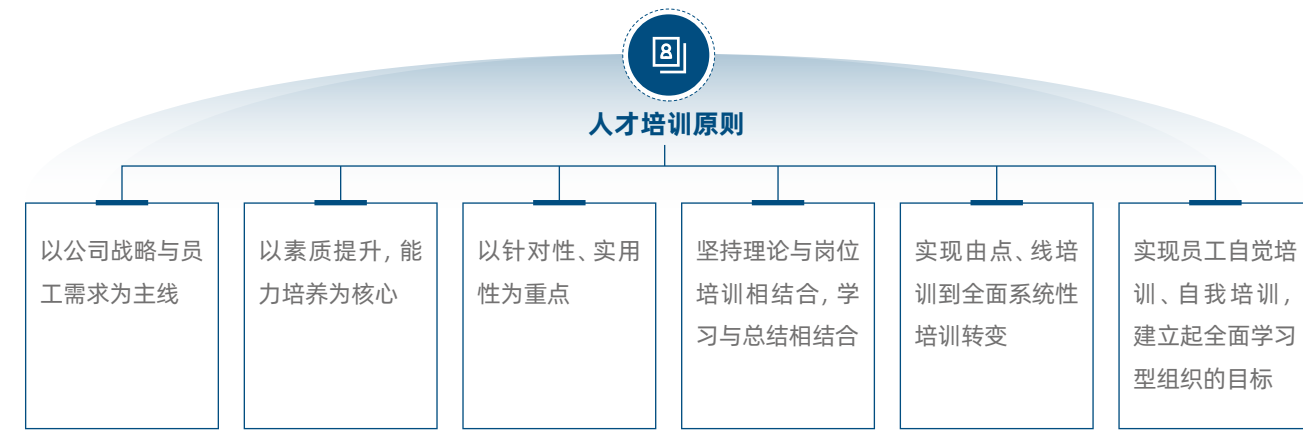 人才培训原则
以公司战略与员
工需求为主线
以素质提升,能
力培养为核心
以针对性、实用
性为重点
坚持理论与岗位
培训相结合,学
习与总结相结合
实现由点、线培
训到全面系统性
培训转变
实现员工自觉培
训、自我培训,
建立起全面学习
型组织的目标